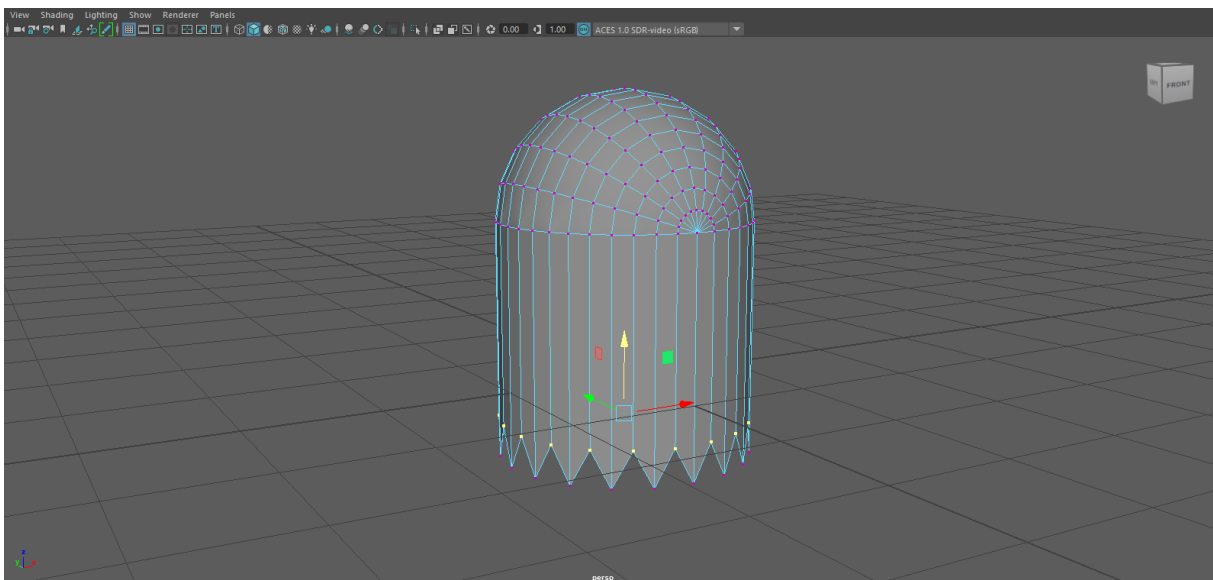 View Shading Lighting Show Renderer Panels
0.00 1.00 ACES 1.0 SDR-video (sRGB)
FRONT
z
persp